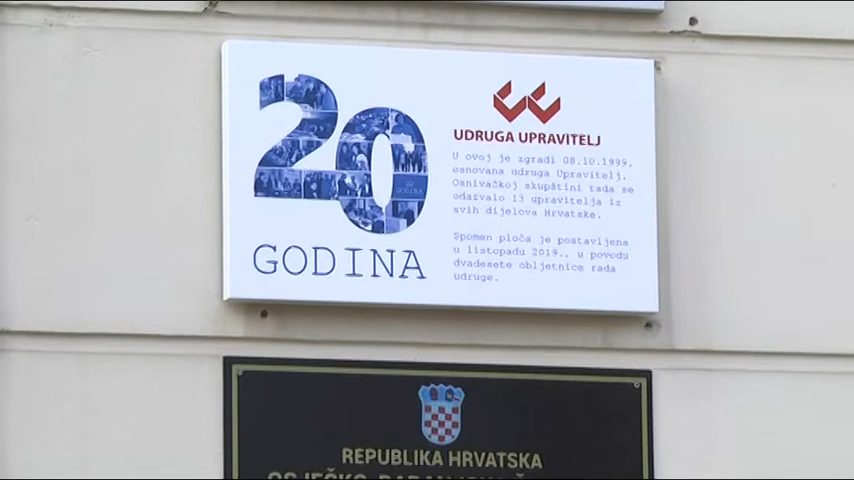 20
GODINA
UDRUGA UPRAVITELJ
U ovoj je zgradi 08.10.1999.
osnovana udruga Upravitelj.
Osnivačkoj skupštini tada se
odazvalo 13 upravitelja iz
svih dijelova Hrvatske.
Spomen ploča je postavljena
u listopadu 2019., u povodu
dvadesete obljetnice rada
udruge.
REPUBLIKA HRVATSKA